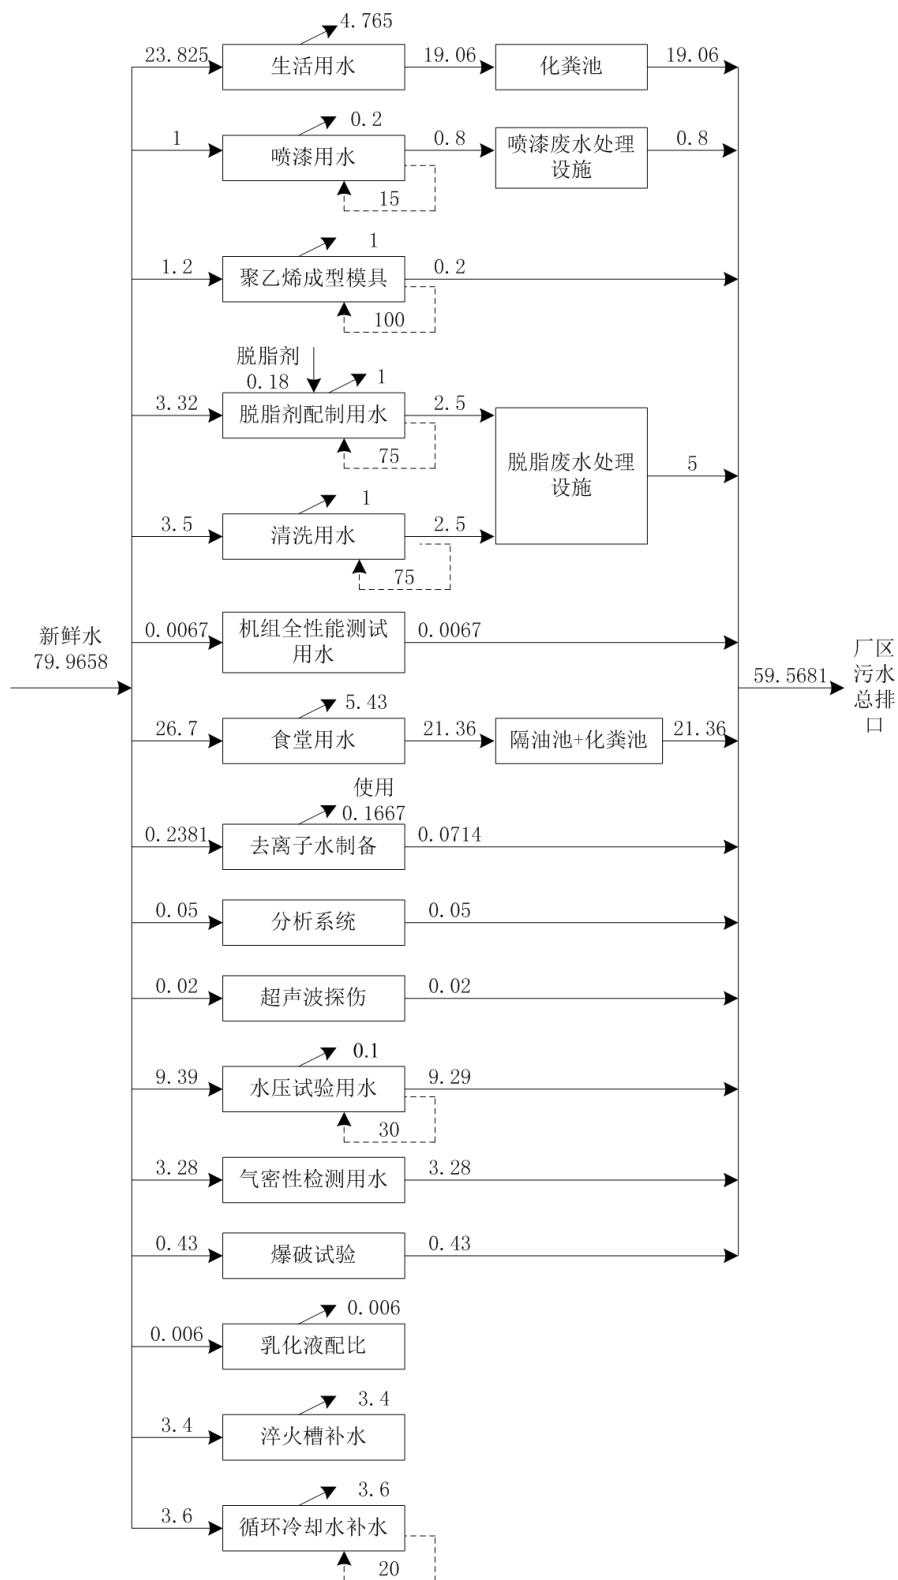 4.765
23.825
生活用水
19.06
化粪池
19.06
0.2
1
喷漆用水
0.8
喷漆废水处理
设施
0.8
15
1
1.2
聚乙烯成型模具
0.2
100
脱脂剂
0.18
1
3.32
脱脂剂配制用水
2.5
75
脱脂废水处理
设施
5
1
3.5
清洗用水
2.5
75
新鲜水
79.9658
0.0067
机组全性能测试
用水
0.0067
59.5681
厂区
污水
总排
口
5.43
26.7
食堂用水
21.36
隔油池+化粪池
21.36
使用
0.1667
0.2381
去离子水制备
0.0714
0.05
分析系统
0.05
0.02
超声波探伤
0.02
0.1
9.39
水压试验用水
9.29
30
3.28
气密性检测用水
3.28
0.43
爆破试验
0.43
0.006
0.006
乳化液配比
3.4
3.4
淬火槽补水
3.6
3.6
循环冷却水补水
20